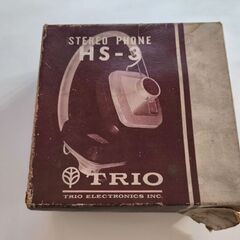 STEREO PHONE
HS-3
TRIO
TRIO ELECTRONICS INC.